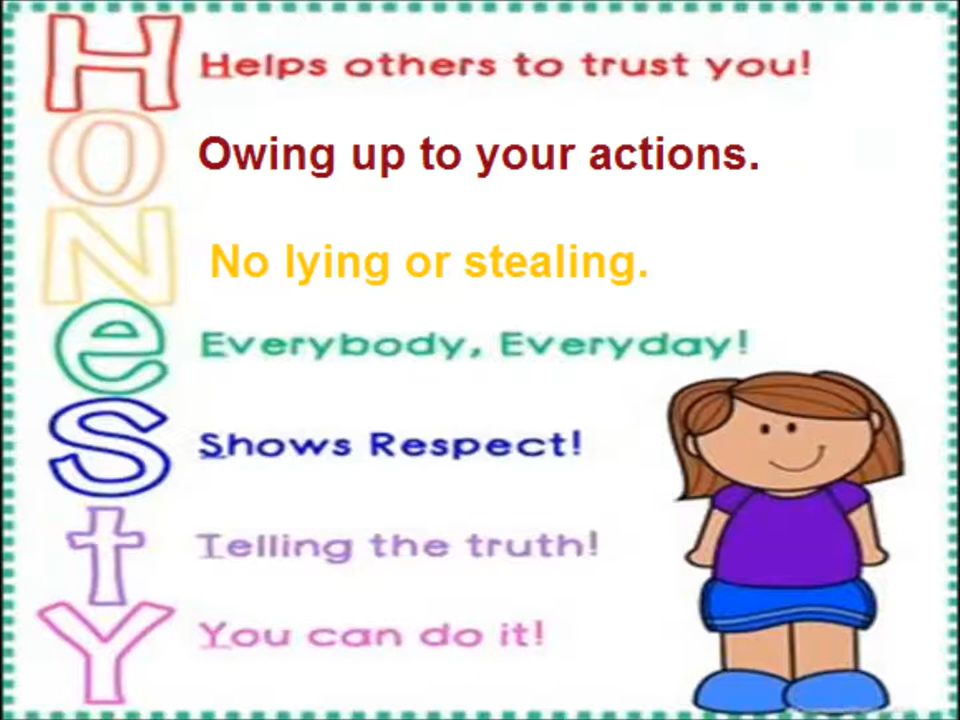 H Helps others to trust you!
O Owing up to your actions.
N No lying or stealing.
e Everybody, Everyday!
S Shows Respect!
t Telling the truth!
Y You can do it!